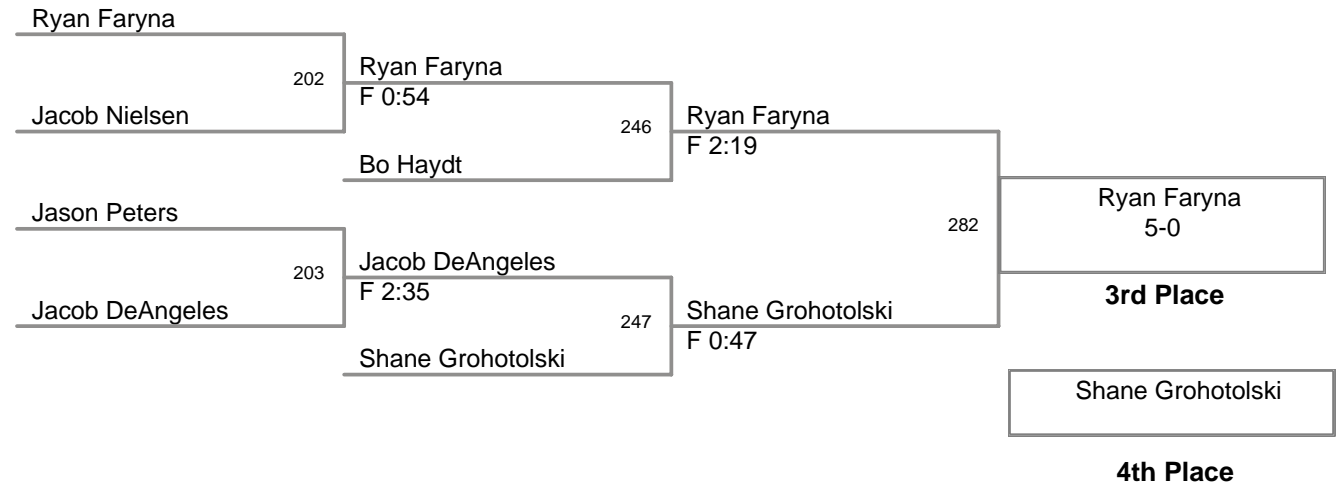 Ryan Faryna
202
Jacob Nielsen
Ryan Faryna
F 0:54
246
Bo Haydt
Ryan Faryna
F 2:19
Jason Peters
203
Jacob DeAngeles
Jacob DeAngeles
F 2:35
247
Shane Grohotolski
Shane Grohotolski
F 0:47
282
Ryan Faryna
5-0
3rd Place
Shane Grohotolski
4th Place